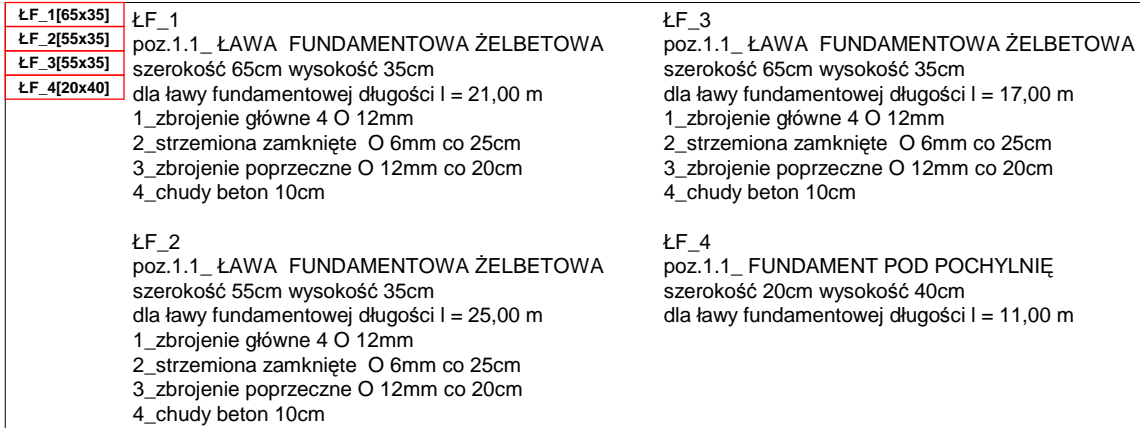 ŁF_1[65x35]
ŁF_2[55x35]
ŁF_3[55x35]
ŁF_4[20x40]
ŁF_1
poz.1.1_ ŁAWA FUNDAMENTOWA ŻELBETOWA
szerokość 65cm wysokość 35cm
dla ławy fundamentowej długości l = 21,00 m
1_zbrojenie główne 4 O 12mm
2_strzemiona zamknięte O 6mm co 25cm
3_zbrojenie poprzeczne O 12mm co 20cm
4_chudy beton 10cm
ŁF_2
poz.1.1_ ŁAWA FUNDAMENTOWA ŻELBETOWA
szerokość 55cm wysokość 35cm
dla ławy fundamentowej długości l = 25,00 m
1_zbrojenie główne 4 O 12mm
2_strzemiona zamknięte O 6mm co 25cm
3_zbrojenie poprzeczne O 12mm co 20cm
4_chudy beton 10cm
ŁF_3
poz.1.1_ ŁAWA FUNDAMENTOWA ŻELBETOWA
szerokość 65cm wysokość 35cm
dla ławy fundamentowej długości l = 17,00 m
1_zbrojenie główne 4 O 12mm
2_strzemiona zamknięte O 6mm co 25cm
3_zbrojenie poprzeczne O 12mm co 20cm
4_chudy beton 10cm
ŁF_4
poz.1.1_ FUNDAMENT POD POCHYLNIĘ
szerokość 20cm wysokość 40cm
dla ławy fundamentowej długości l = 11,00 m